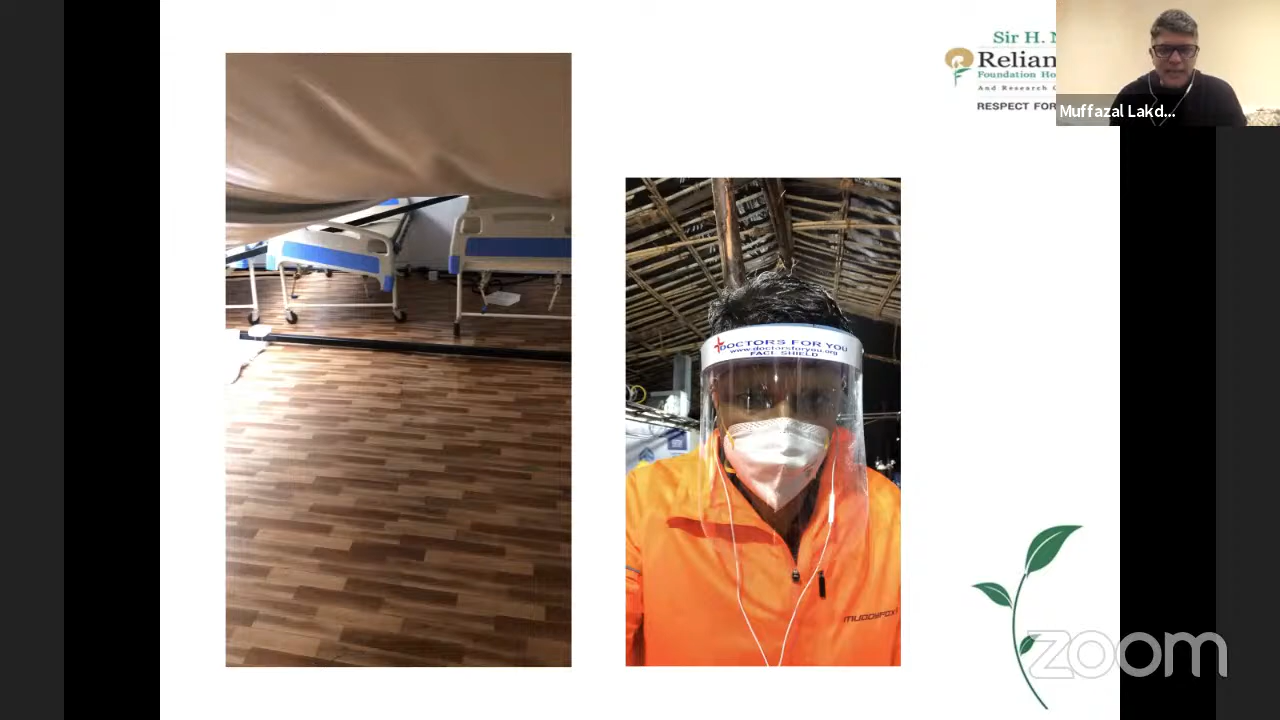 Sir H. N
Relian
Foundation Ho
And Research
RESPECT FOR
Muffazal Lakd...
DOCTORS FOR YOU
www.doctorsforyou.org
FACE SHIELD
MUDDYFOX
zoom